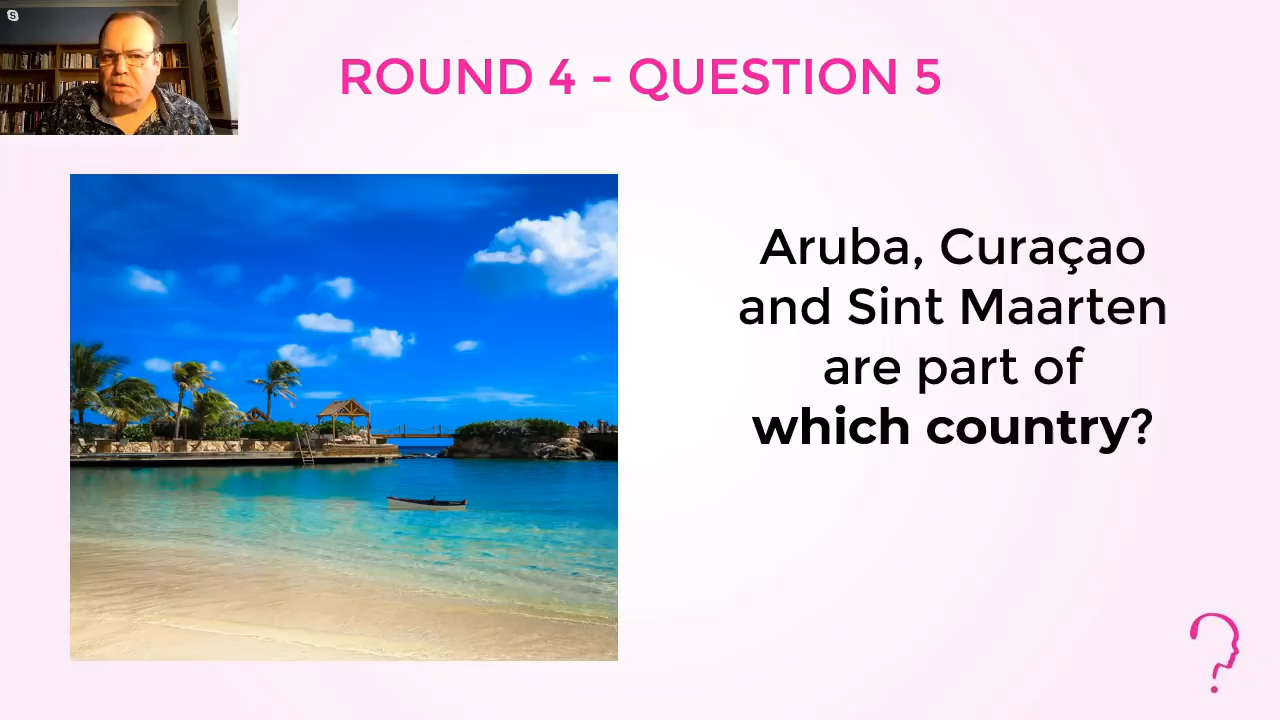 ROUND 4 - QUESTION 5
Aruba, Curaçao
and Sint Maarten
are part of
which country?